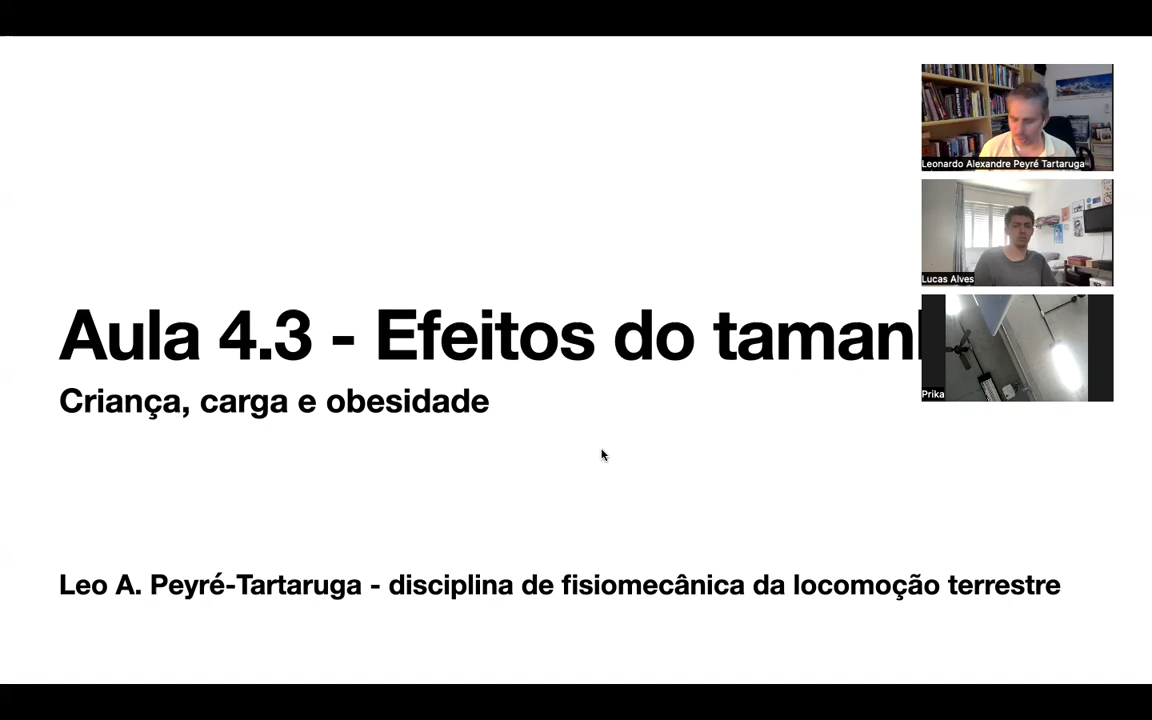 Leonardo Alexandre Peyré Tartaruga
Lucas Alves
Aula 4.3 - Efeitos do
Prika
Criança, carga e obesidade
Leo A. Peyré-Tartaruga - disciplina de fisiomecânica da locomoção terrestre